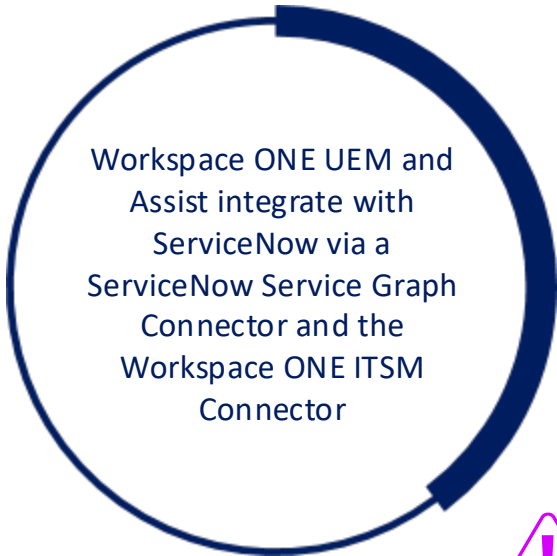 Workspace ONE UEM and
Assist integrate with
ServiceNow via a
ServiceNow Service Graph
Connector and the
Workspace ONE ITSM
Connector